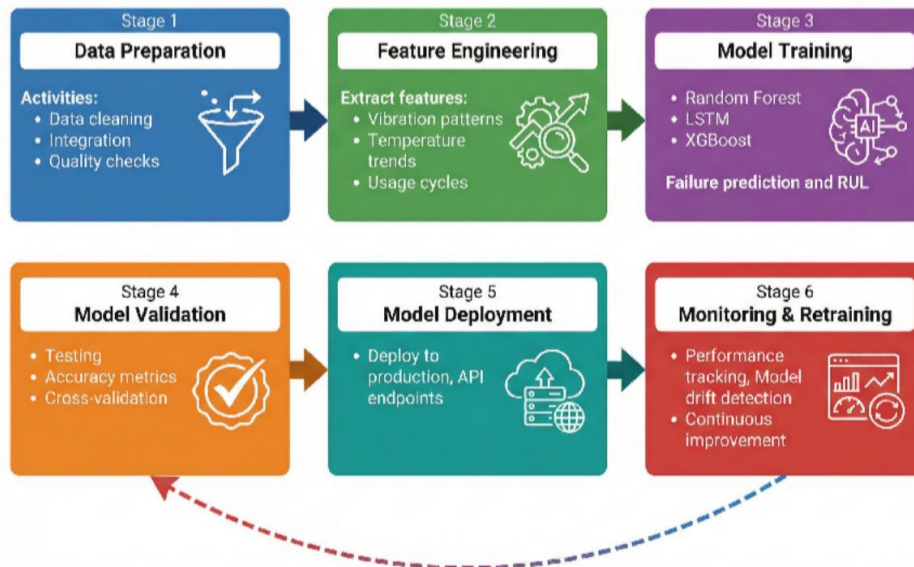 Stage 1
Data Preparation
Activities:
• Data cleaning
• Integration
• Quality checks
Stage 2
Feature Engineering
Extract features:
• Vibration patterns
• Temperature
trends
• Usage cycles
Stage 3
Model Training
• Random Forest
• LSTM
• XGBoost
AI
Failure prediction and RUL
Stage 4
Model Validation
• Testing
• Accuracy metrics
• Cross-validation
Stage 5
Model Deployment
• Deploy to
production, API
endpoints
Stage 6
Monitoring & Retraining
• Performance
tracking, Model
drift detection
• Continuous
improvement